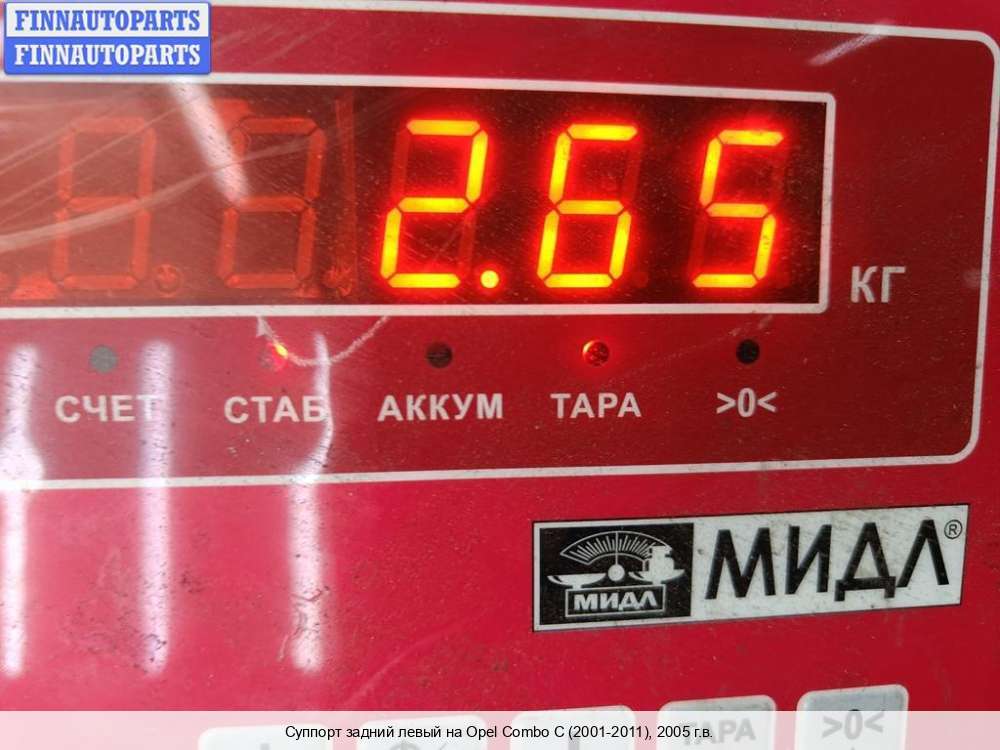 FINNAUTOPARTS
FINNAUTOPARTS
2.65
КГ
СЧЕТ СТАБ АККУМ ТАРА >0<
МИДЛ МИДЛ®
ТАРА >0<
Суппорт задний левый на Opel Combo C (2001-2011), 2005 г.в.